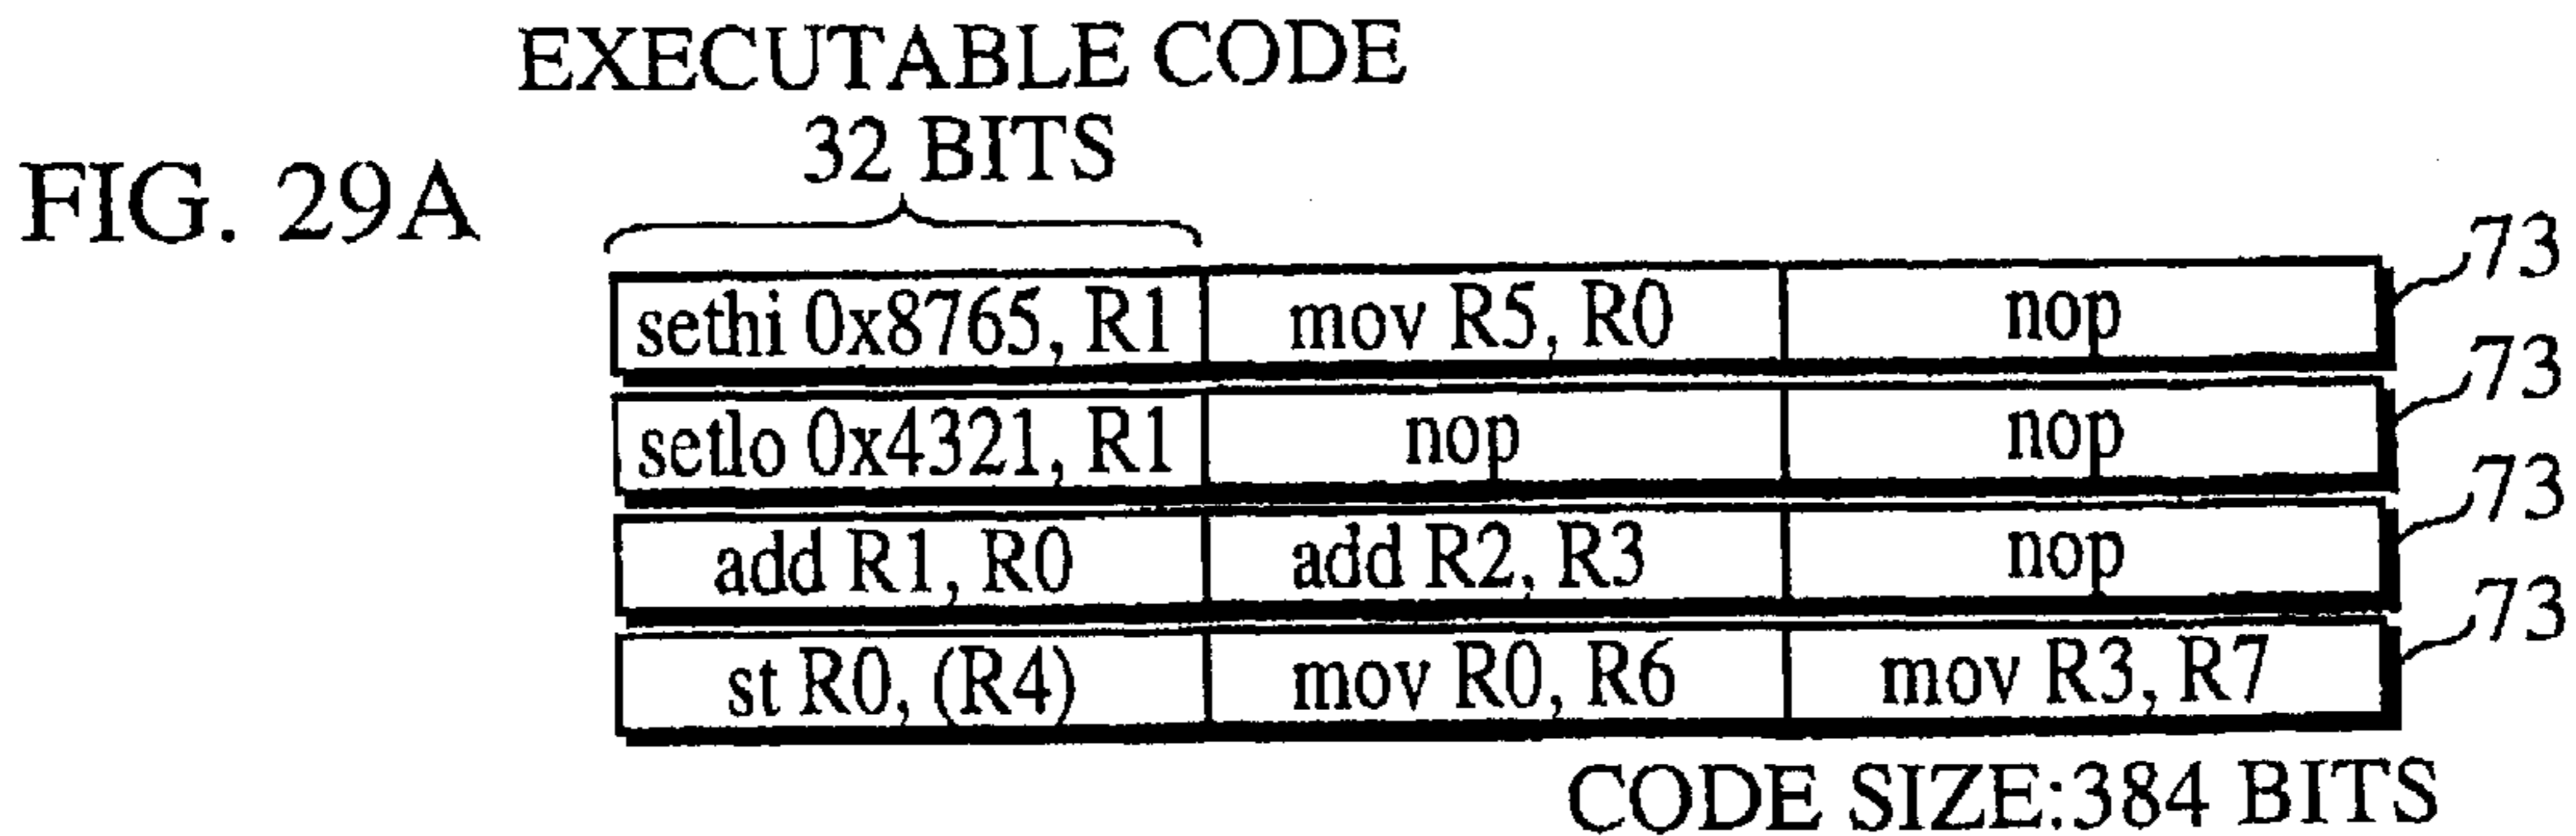 EXECUTABLE CODE
32 BITS
FIG. 29A
sethi 0x8765, R1 mov R5, R0 nop 73
setlo 0x4321, R1 nop nop 73
add R1, R0 add R2, R3 nop 73
st R0, (R4) mov R0, R6 mov R3, R7 73
CODE SIZE:384 BITS